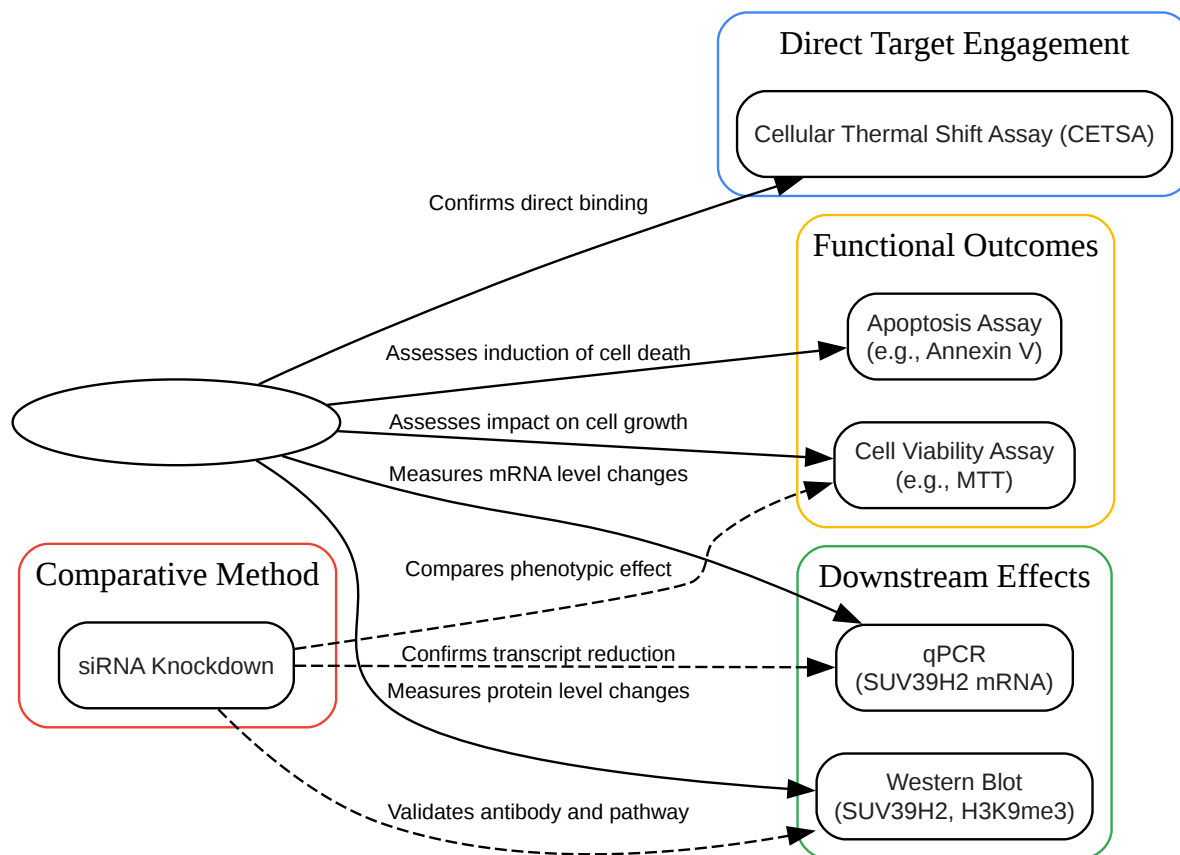 Direct Target Engagement
Cellular Thermal Shift Assay (CETSA)
Confirms direct binding
Functional Outcomes
Apoptosis Assay
(e.g., Annexin V)
Assesses induction of cell death
Assesses impact on cell growth
Cell Viability Assay
(e.g., MTT)
Measures mRNA level changes
Comparative Method
Compares phenotypic effect
Downstream Effects
siRNA Knockdown
Confirms transcript reduction
qPCR
(SUV39H2 mRNA)
Measures protein level changes
Western Blot
(SUV39H2, H3K9me3)
Validates antibody and pathway